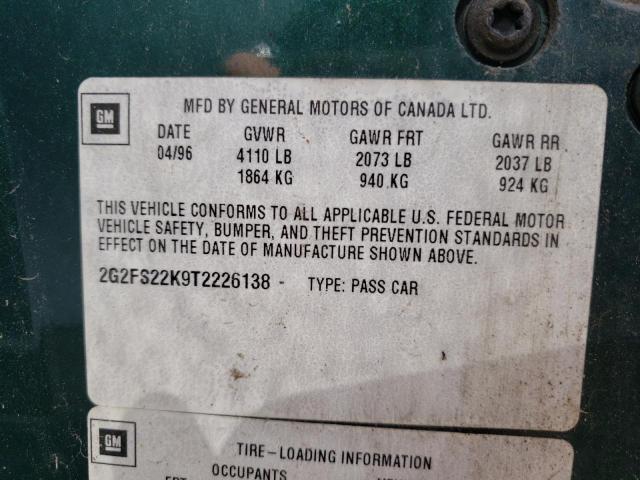 GM
MFD BY GENERAL MOTORS OF CANADA LTD.
DATE GVWR GAWR FRT GAWR RR
04/96 4110 LB 2073 LB 2037 LB
1864 KG 940 KG 924 KG
THIS VEHICLE CONFORMS TO ALL APPLICABLE U.S. FEDERAL MOTOR
VEHICLE SAFETY, BUMPER, AND THEFT PREVENTION STANDARDS IN
EFFECT ON THE DATE OF MANUFACTURE SHOWN ABOVE.
2G2FS22K9T2226138 - TYPE: PASS CAR
GM
TIRE-LOADING INFORMATION
OCCUPANTS